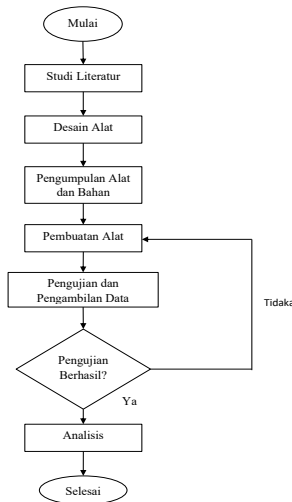 Mulai
Studi Literatur
Desain Alat
Pengumpulan Alat
dan Bahan
Pembuatan Alat
Pengujian dan
Pengambilan Data
Tidaka
Pengujian
Berhasil?
Ya
Analisis
Selesai